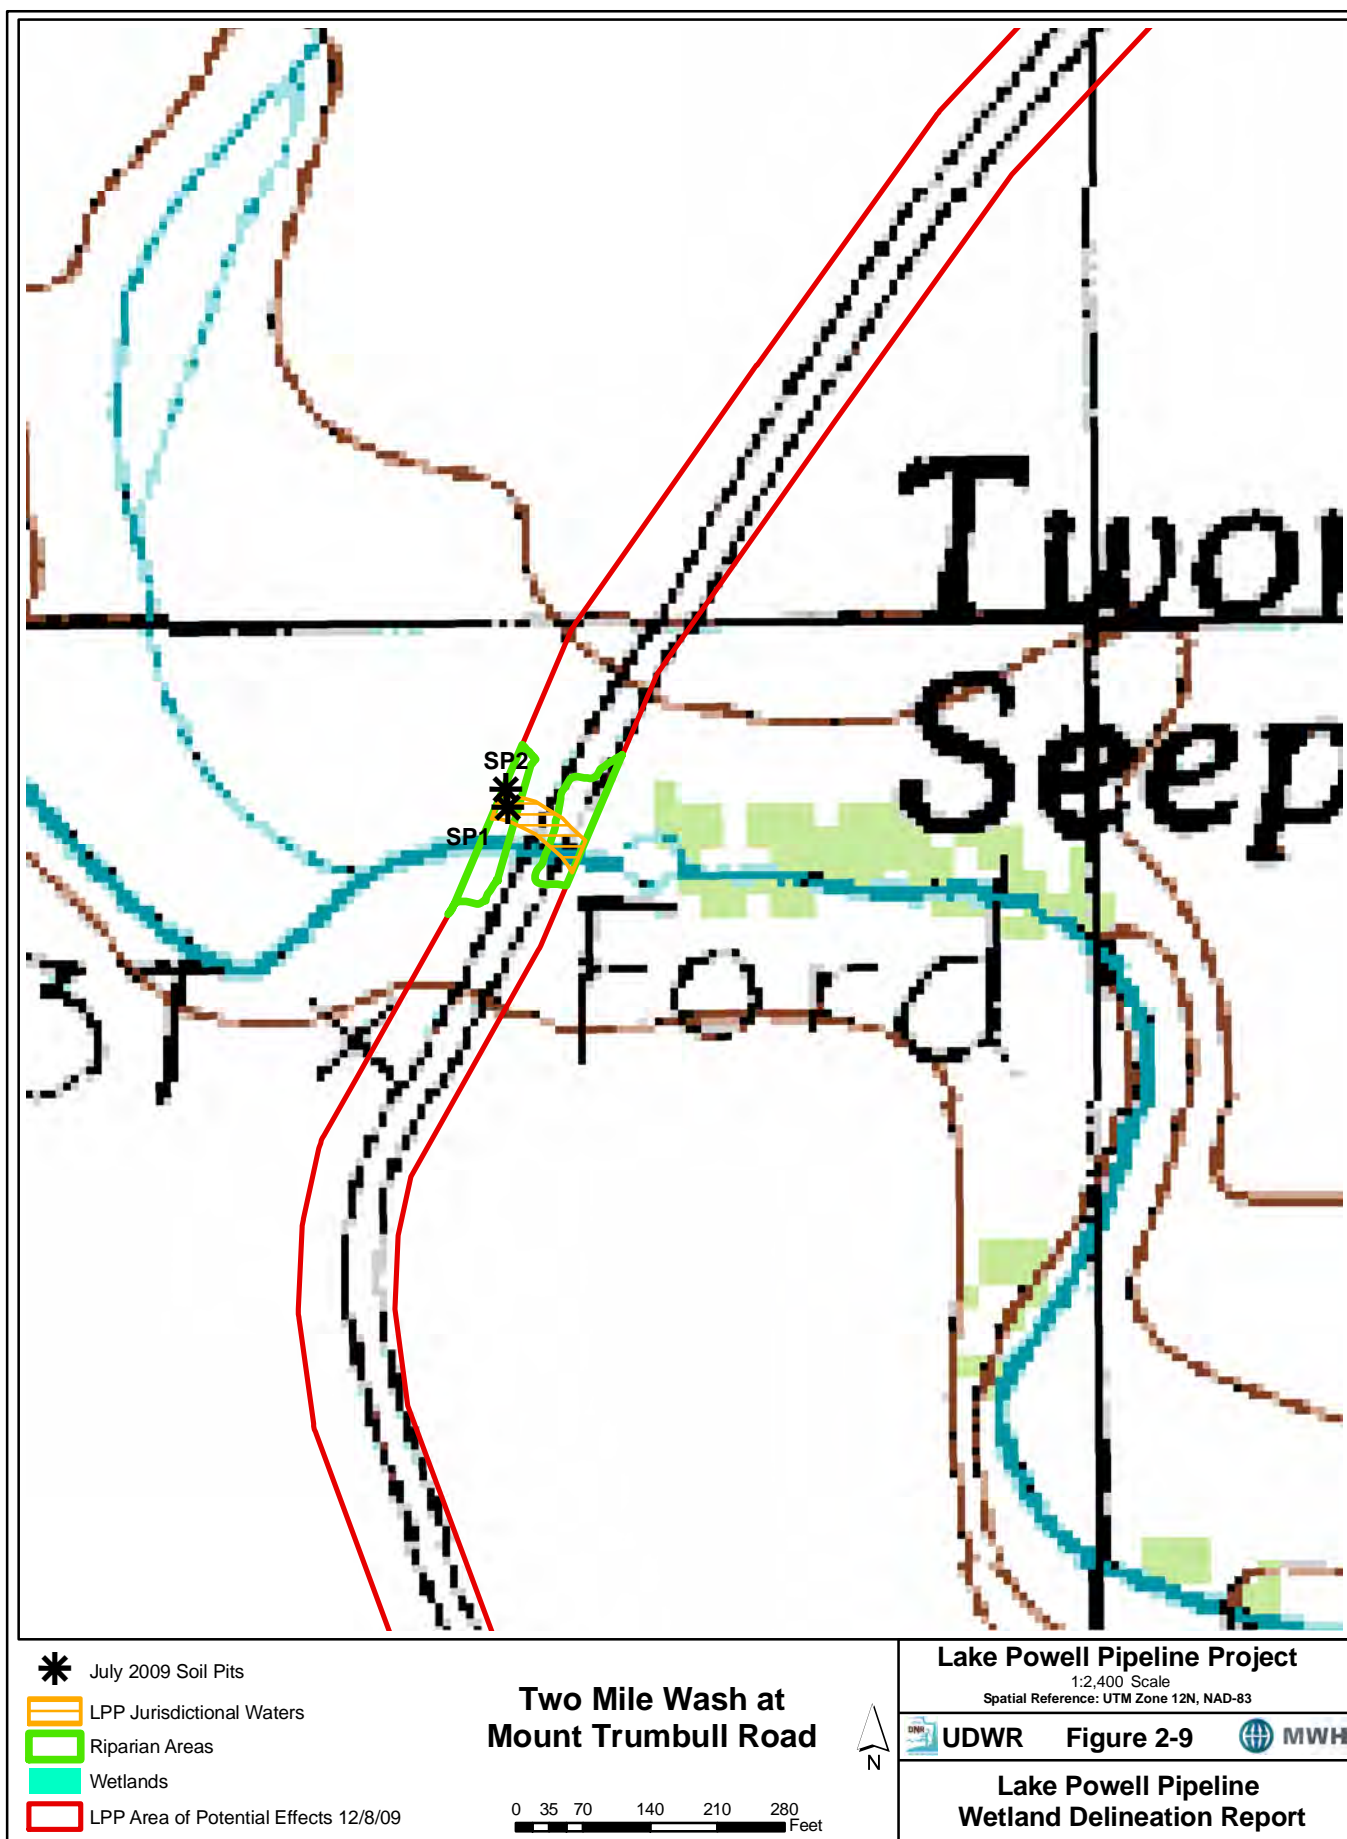 Twor
Seep
SP2
SP1
Ford
3T
July 2009 Soil Pits
LPP Jurisdictional Waters
Riparian Areas
Wetlands
LPP Area of Potential Effects 12/8/09
Two Mile Wash at
Mount Trumbull Road
0 35 70 140 210 280
Feet
N
Lake Powell Pipeline Project
1:2,400 Scale
Spatial Reference: UTM Zone 12N, NAD-83
DNR UDWR Figure 2-9 MWH
Lake Powell Pipeline
Wetland Delineation Report